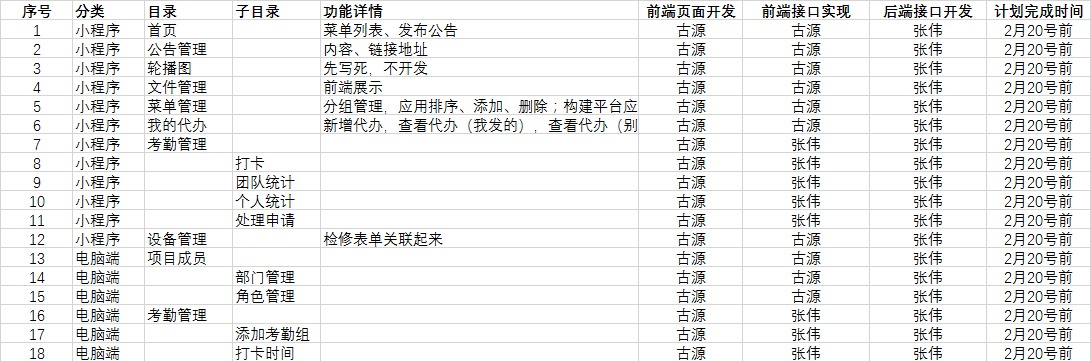 序号 分类 目录 子目录 功能详情 前端页面开发 前端接口实现 后端接口开发 计划完成时间
1 小程序 首页 菜单列表、发布公告 古源 古源 张伟 2月20号前
2 小程序 公告管理 内容、链接地址 古源 古源 张伟 2月20号前
3 小程序 轮播图 先写死，不开发 古源 古源 张伟 2月20号前
4 小程序 文件管理 前端展示 古源 古源 张伟 2月20号前
5 小程序 菜单管理 分组管理，应用排序、添加、删除；构建平台应 古源 古源 张伟 2月20号前
6 小程序 我的代办 新增代办，查看代办（我发的），查看代办（别 古源 古源 张伟 2月20号前
7 小程序 考勤管理 古源 张伟 张伟 2月20号前
8 小程序 打卡 古源 张伟 张伟 2月20号前
9 小程序 团队统计 古源 张伟 张伟 2月20号前
10 小程序 个人统计 古源 张伟 张伟 2月20号前
11 小程序 处理申请 古源 张伟 张伟 2月20号前
12 小程序 设备管理 检修表单关联起来 古源 古源 张伟 2月20号前
13 电脑端 项目成员 古源 古源 张伟 2月20号前
14 电脑端 部门管理 古源 古源 张伟 2月20号前
15 电脑端 角色管理 古源 古源 张伟 2月20号前
16 电脑端 考勤管理 古源 张伟 张伟 2月20号前
17 电脑端 添加考勤组 古源 张伟 张伟 2月20号前
18 电脑端 打卡时间 古源 张伟 张伟 2月20号前